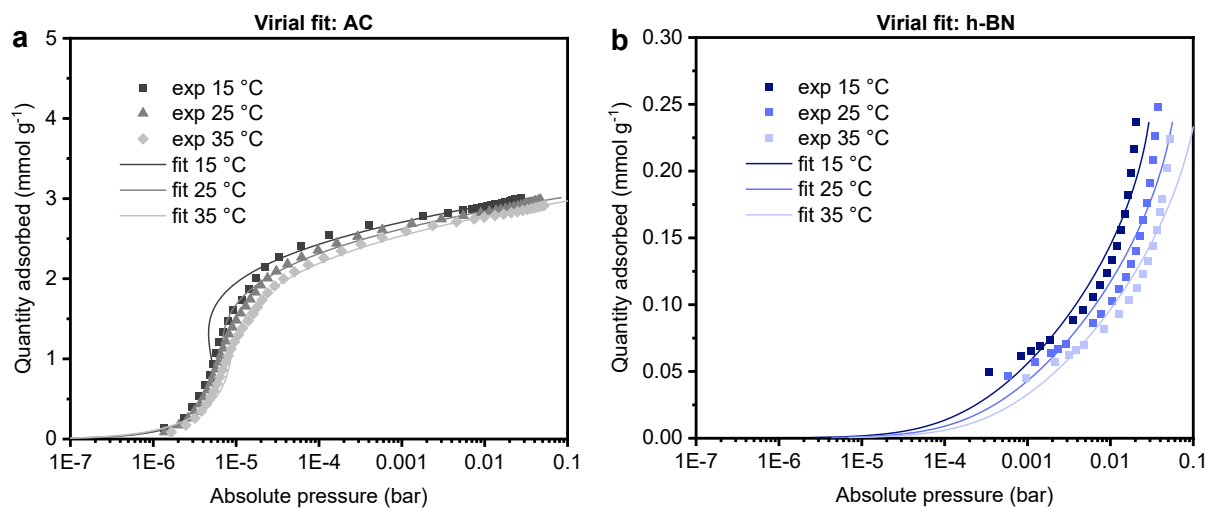 a
Virial fit: AC
Quantity adsorbed (mmol g⁻¹)
5
4
3
2
1
0
exp 15 °C
exp 25 °C
exp 35 °C
fit 15 °C
fit 25 °C
fit 35 °C
1E-7 1E-6 1E-5 1E-4 0.001 0.01 0.1
Absolute pressure (bar)
b
Virial fit: h-BN
Quantity adsorbed (mmol g⁻¹)
0.30
0.25
0.20
0.15
0.10
0.05
0.00
exp 15 °C
exp 25 °C
exp 35 °C
fit 15 °C
fit 25 °C
fit 35 °C
1E-7 1E-6 1E-5 1E-4 0.001 0.01 0.1
Absolute pressure (bar)